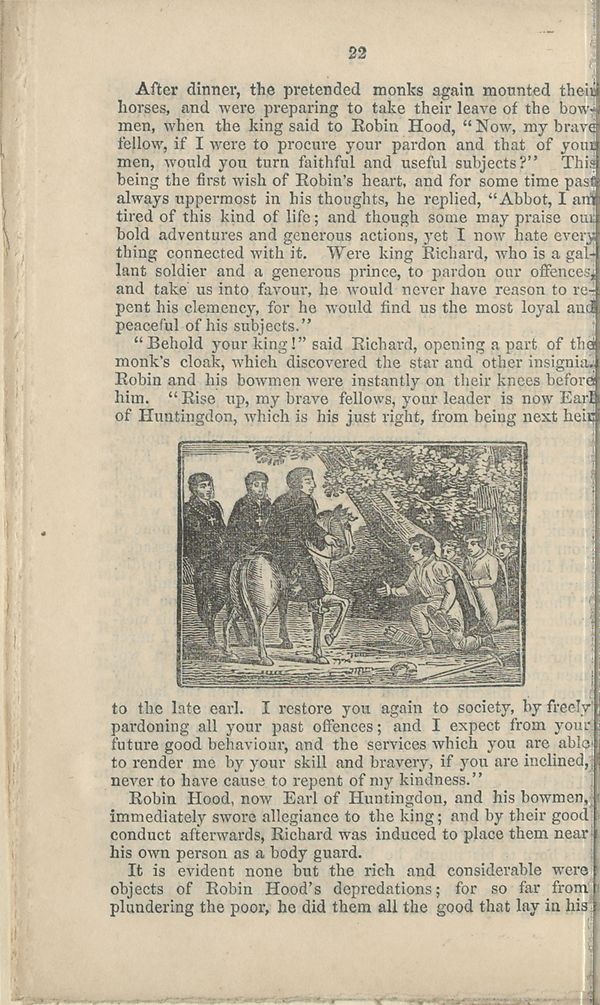 22
After dinner, the pretended monks again mounted their
horses, and were preparing to take their leave of the bow-
men, when the king said to Robin Hood, “Now, my brave
fellow, if I were to procure your pardon and that of your
men, would you turn faithful and useful subjects?” This
being the first wish of Robin's heart, and for some time past
always uppermost in his thoughts, he replied, “Abbot, I am
tired of this kind of life; and though some may praise our
bold adventures and generous actions, yet I now hate every
thing connected with it. Were king Richard, who is a gal-
lant soldier and a generous prince, to pardon our offences,
and take us into favour, he would never have reason to re-
pent his clemency, for he would find us the most loyal and
peaceful of his subjects.”
“Behold your king!” said Richard, opening a part of the
monk's cloak, which discovered the star and other insignia.
Robin and his bowmen were instantly on their knees before
him. “Rise up, my brave fellows, your leader is now Earl
of Huntingdon, which is his just right, from being next heir
to the late earl. I restore you again to society, by freely
pardoning all your past offences; and I expect from your
future good behaviour, and the services which you are able
to render me by your skill and bravery, if you are inclined,
never to have cause to repent of my kindness.”
Robin Hood, now Earl of Huntingdon, and his bowmen,
immediately swore allegiance to the king; and by their good
conduct afterwards, Richard was induced to place them near
his own person as a body guard.
It is evident none but the rich and considerable were
objects of Robin Hood's depredations; for so far from
plundering the poor, he did them all the good that lay in his